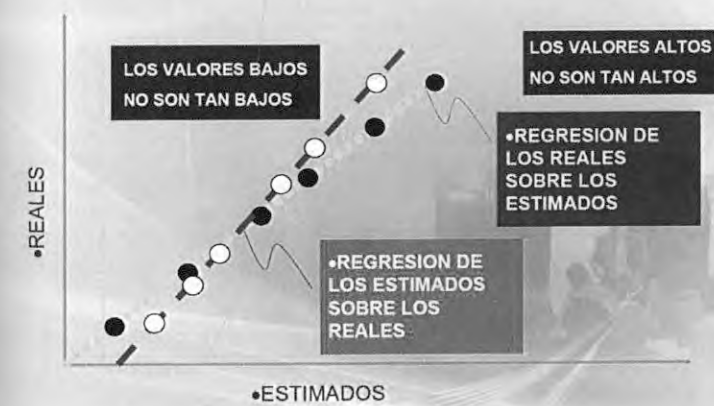 LOS VALORES BAJOS
NO SON TAN BAJOS
LOS VALORES ALTOS
NO SON TAN ALTOS
•REGRESION DE
LOS REALES
SOBRE LOS
ESTIMADOS
•REALES
•REGRESION DE
LOS ESTIMADOS
SOBRE LOS
REALES
•ESTIMADOS